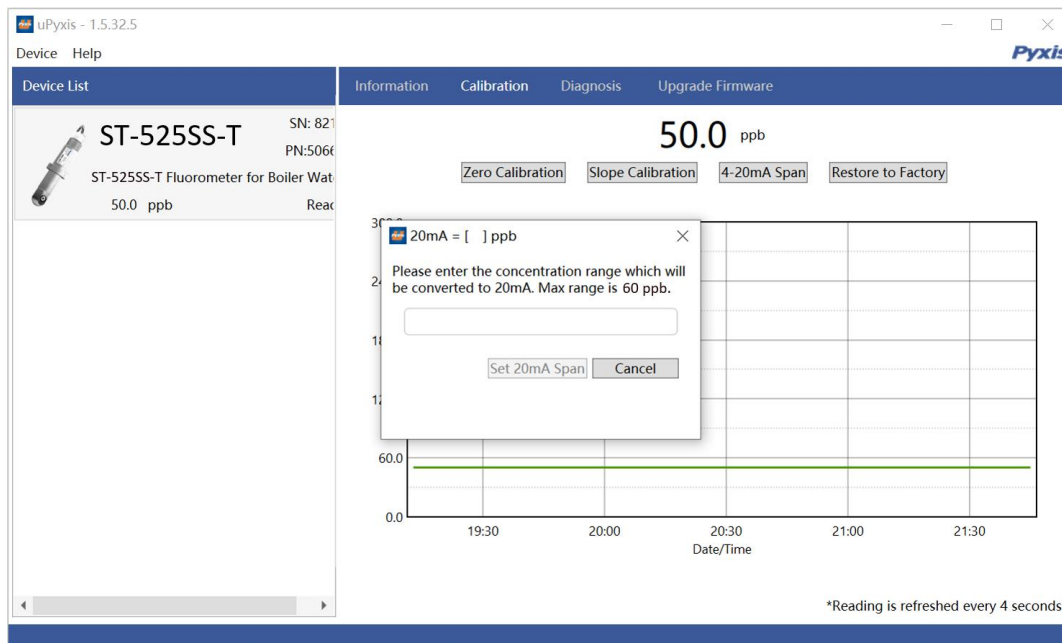 uPyxis - 1.5.32.5
Device Help
Pyxis
Device List
Information Calibration Diagnosis Upgrade Firmware
ST-525SS-T
SN: 821
PN:5066
ST-525SS-T Fluorometer for Boiler Wat
50.0 ppb
Read
50.0 ppb
Zero Calibration Slope Calibration 4-20mA Span Restore to Factory
20mA = [ ] ppb
Please enter the concentration range which will
be converted to 20mA. Max range is 60 ppb.
Set 20mA Span Cancel
60.0
0.0
19:30 20:00 20:30 21:00 21:30
Date/Time
*Reading is refreshed every 4 seconds